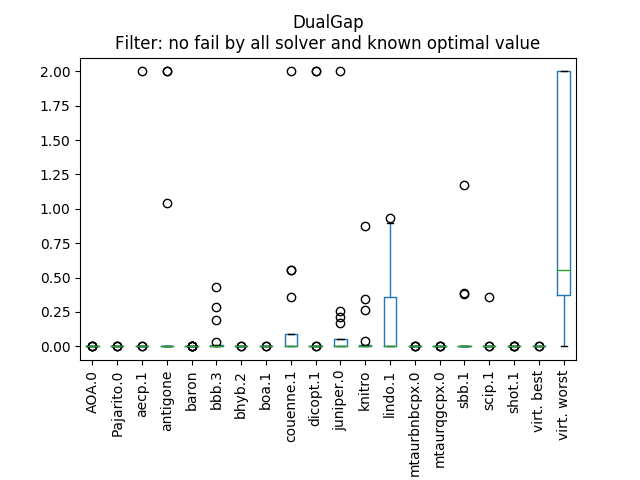 DualGap
Filter: no fail by all solver and known optimal value
2.00
1.75
1.50
1.25
1.00
0.75
0.50
0.25
0.00
AOA.0
Pajarito.0
aecp.1
antigone
baron
bbb.3
bhyb.2
boa.1
couenne.1
dicopt.1
juniper.0
knitro
lindo.1
mtaurbnbcpx.0
mtaurqgcpx.0
sbb.1
scip.1
shot.1
virt. best
virt. worst